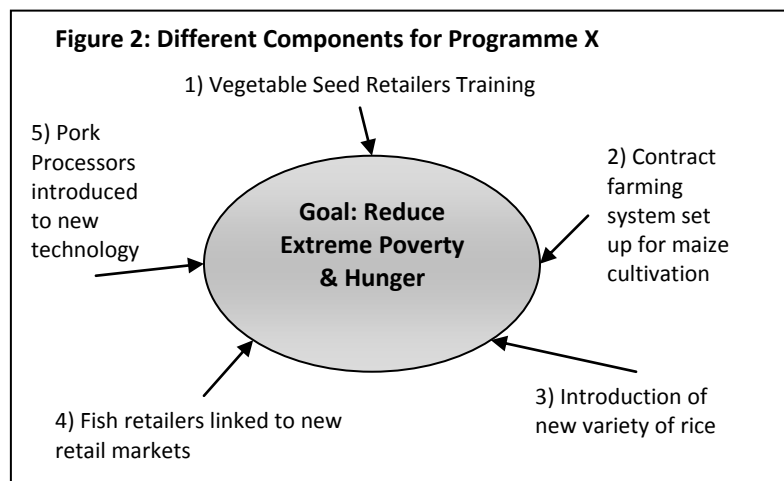 Figure 2: Different Components for Programme X
1) Vegetable Seed Retailers Training
5) Pork
Processors
introduced
to new
technology
Goal: Reduce
Extreme Poverty
& Hunger
2) Contract
farming
system set
up for maize
cultivation
4) Fish retailers linked to new
retail markets
3) Introduction of
new variety of rice